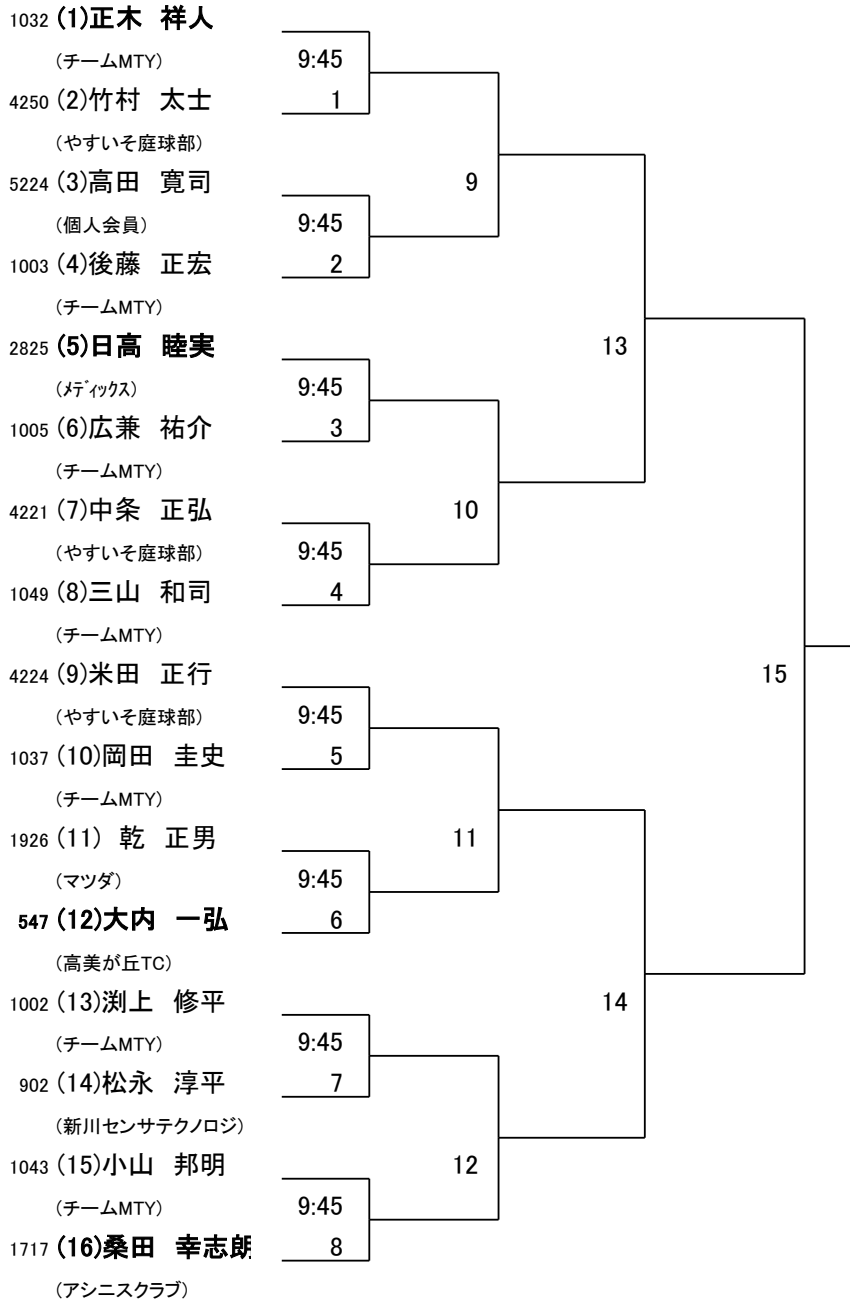 1032 (1)正木 祥人
(チームMTY) 9:45
4250 (2)竹村 太士 1
(やすいそ庭球部)
5224 (3)高田 寛司 9
(個人会員) 9:45
1003 (4)後藤 正宏 2
(チームMTY)
2825 (5)日高 睦実 13
(ﾒﾃﾞｨｯｸｽ) 9:45
1005 (6)広兼 祐介 3
(チームMTY)
4221 (7)中条 正弘 10
(やすいそ庭球部) 9:45
1049 (8)三山 和司 4
(チームMTY)
4224 (9)米田 正行 15
(やすいそ庭球部) 9:45
1037 (10)岡田 圭史 5
(チームMTY)
1926 (11) 乾 正男 11
(マツダ) 9:45
547 (12)大内 一弘 6
(高美が丘TC)
1002 (13)渕上 修平 14
(チームMTY) 9:45
902 (14)松永 淳平 7
(新川センサテクノロジ)
1043 (15)小山 邦明 12
(チームMTY) 9:45
1717 (16)桑田 幸志朗 8
(アシニスクラブ)